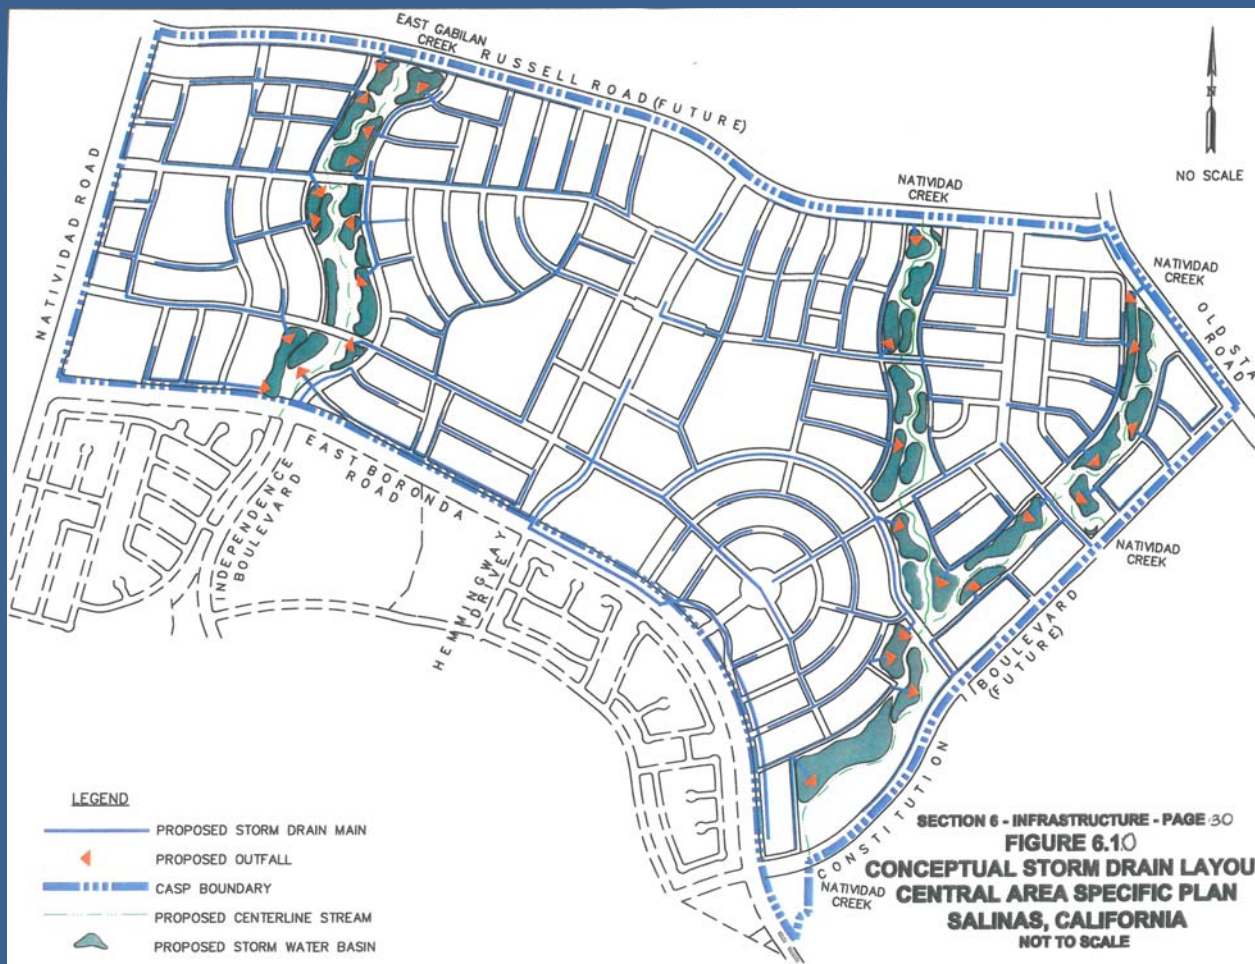 EAST GABILAN
CREEK
RUSSELL ROAD (FUTURE)
N
NO SCALE
NATIVIDAD ROAD
NATIVIDAD
CREEK
NATIVIDAD
CREEK
OLD STA
ROAD
INDEPENDENCE
BOULEVARD
EAST BORONDA
ROAD
HEMMINGWAY
DRIVE
NATIVIDAD
CREEK
BOULEVARD
(FUTURE)
CONSTITUTION
NATIVIDAD
CREEK
LEGEND
PROPOSED STORM DRAIN MAIN
PROPOSED OUTFALL
CASP BOUNDARY
PROPOSED CENTERLINE STREAM
PROPOSED STORM WATER BASIN
SECTION 6 - INFRASTRUCTURE - PAGE 30
FIGURE 6.10
CONCEPTUAL STORM DRAIN LAYOU
CENTRAL AREA SPECIFIC PLAN
SALINAS, CALIFORNIA
NOT TO SCALE